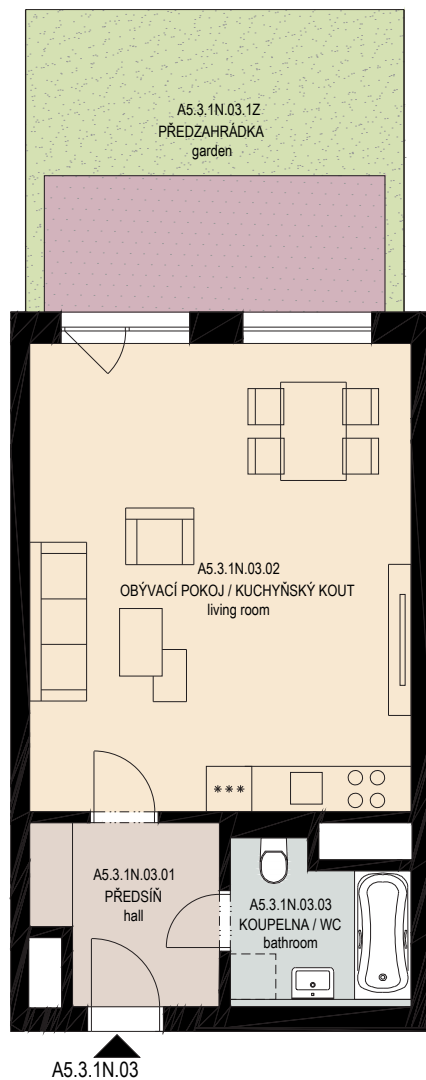 A5.3.1N.03.1Z
PŘEDZAHRÁDKA
garden
A5.3.1N.03.02
OBÝVACÍ POKOJ / KUCHYŇSKÝ KOUT
living room
A5.3.1N.03.01
PŘEDSÍŇ
hall
A5.3.1N.03.03
KOUPELNA / WC
bathroom
A5.3.1N.03